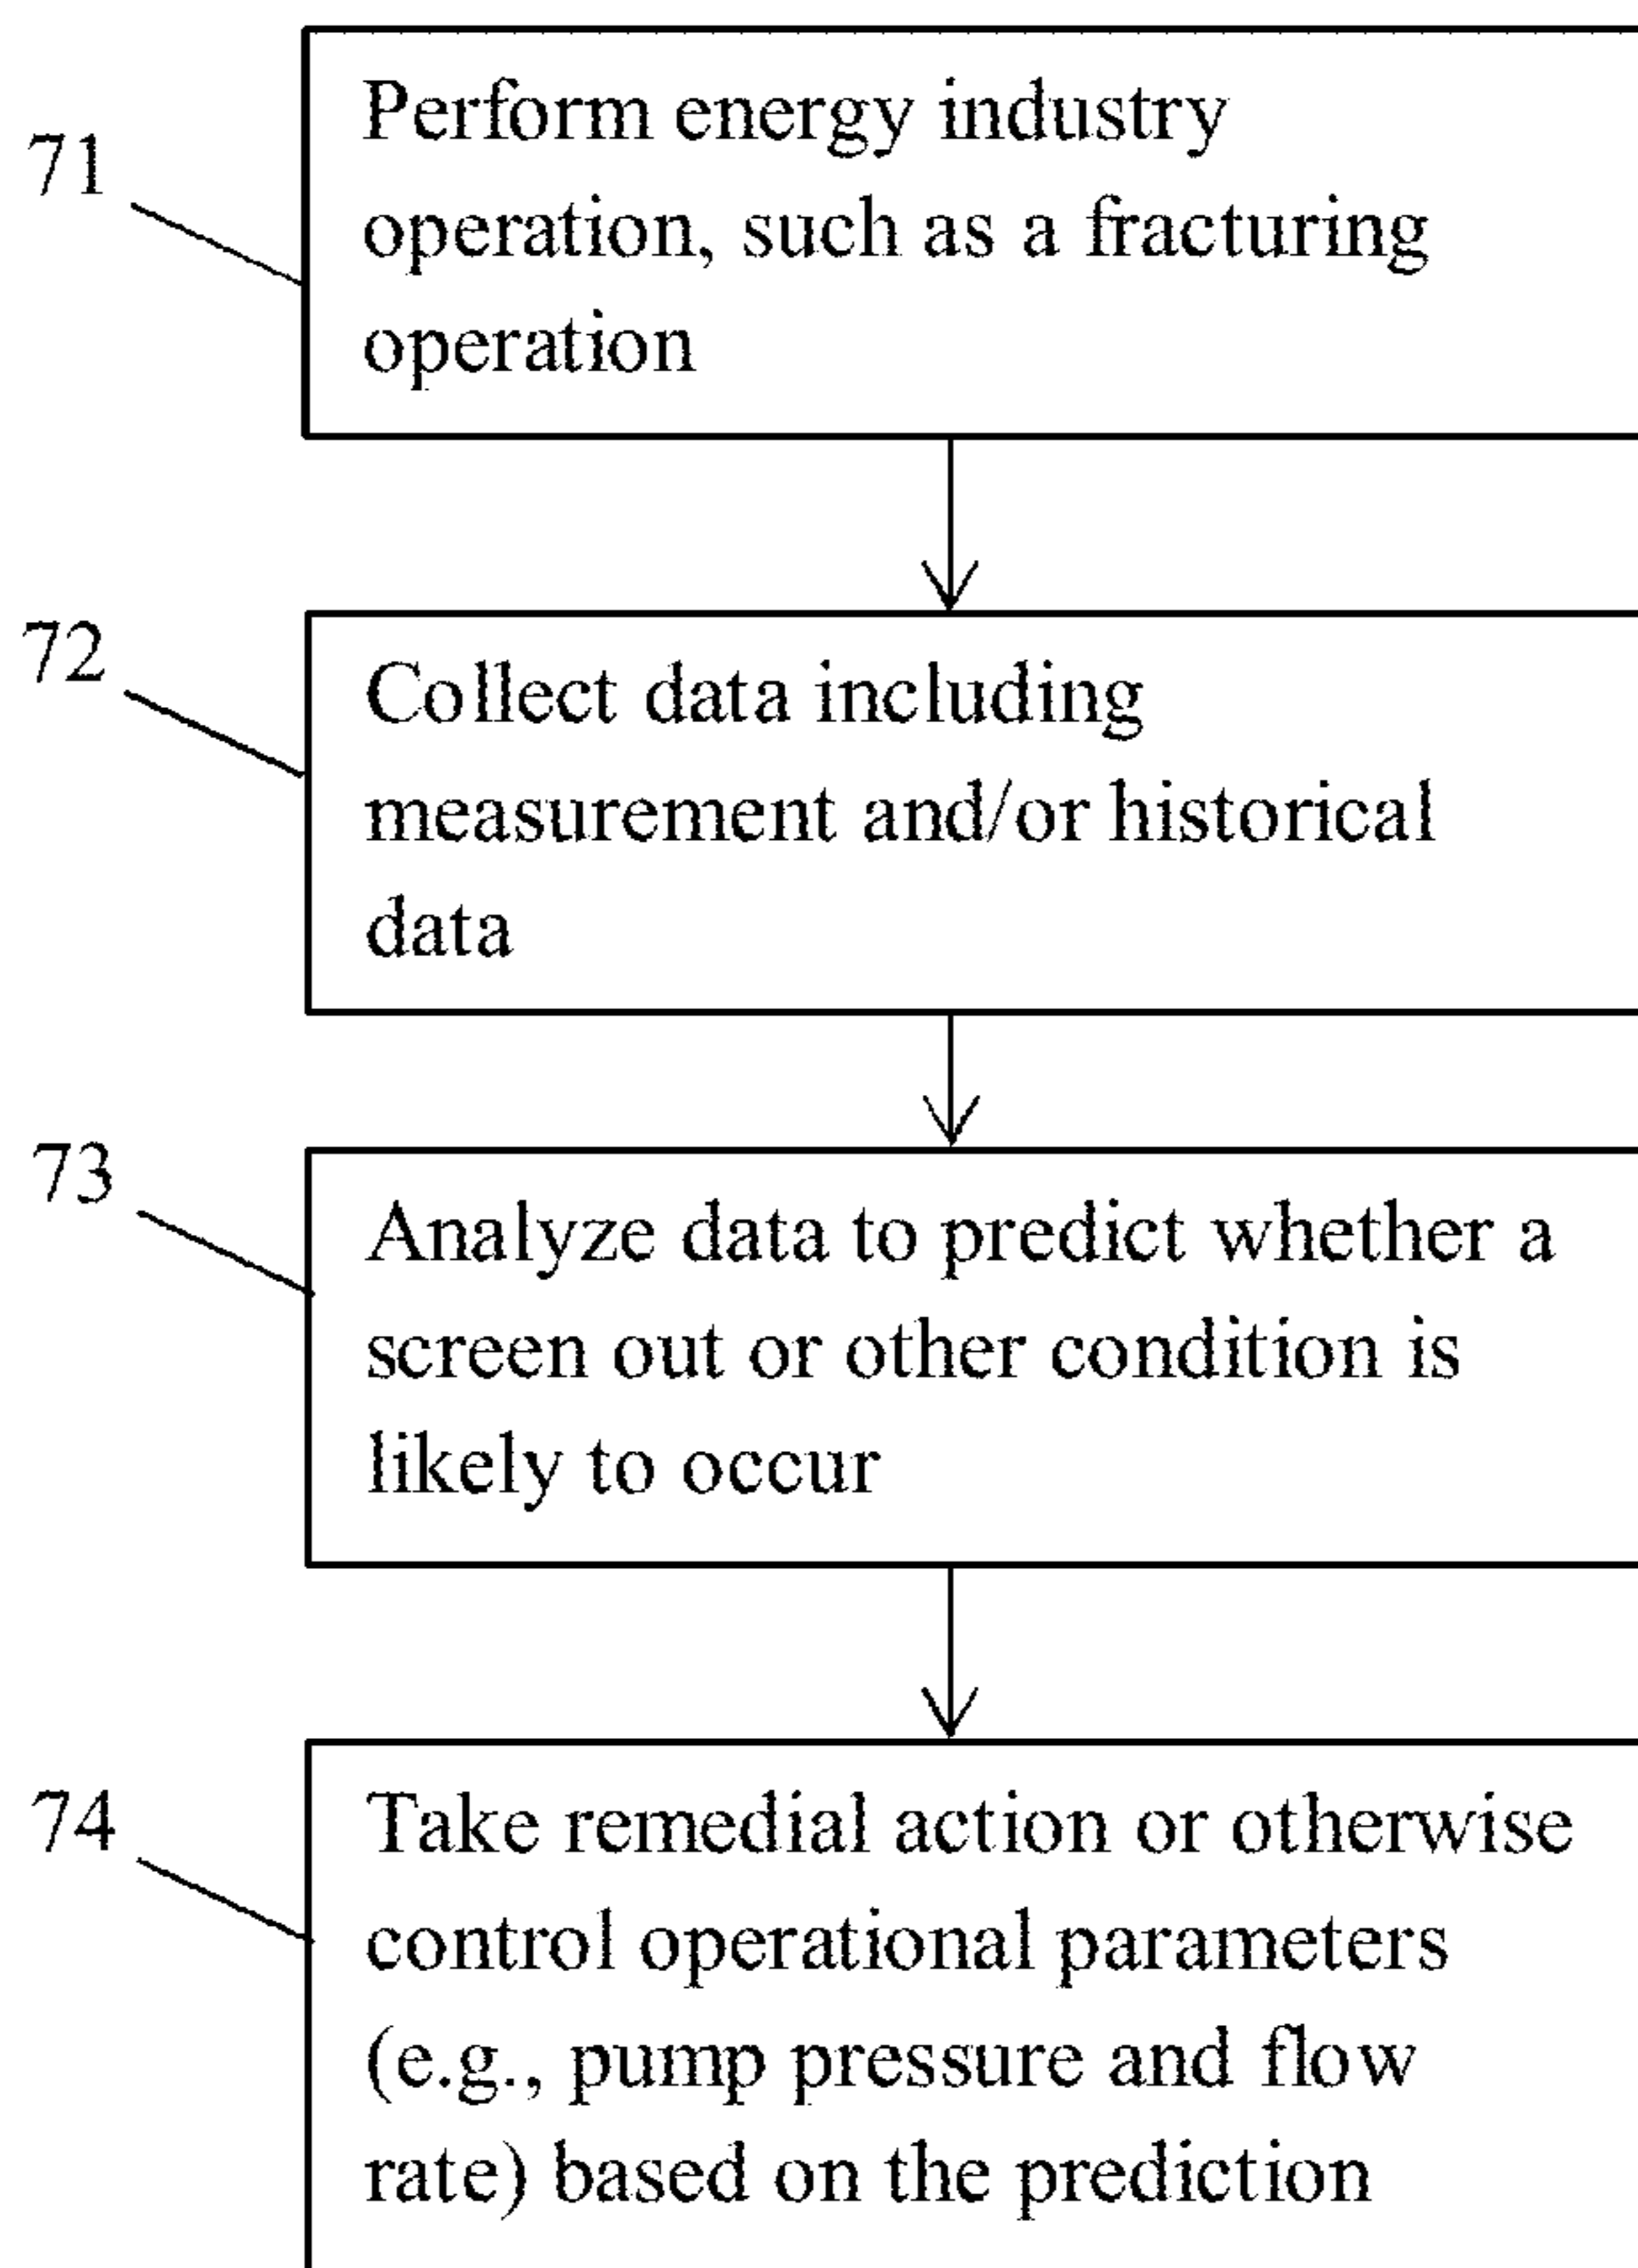 71
Perform energy industry
operation, such as a fracturing
operation
72
Collect data including
measurement and/or historical
data
73
Analyze data to predict whether a
screen out or other condition is
likely to occur
74
Take remedial action or otherwise
control operational parameters
(e.g., pump pressure and flow
rate) based on the prediction